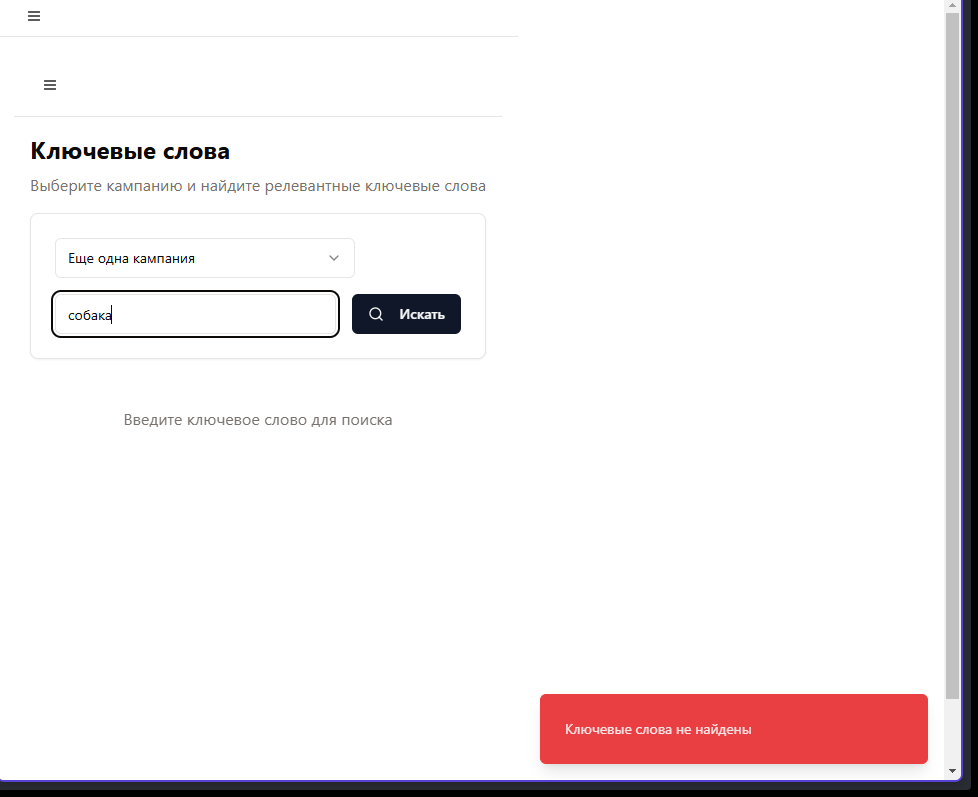 Ключевые слова
Выберите кампанию и найдите релевантные ключевые слова
Еще одна кампания
собака
Искать
Введите ключевое слово для поиска
Ключевые слова не найдены